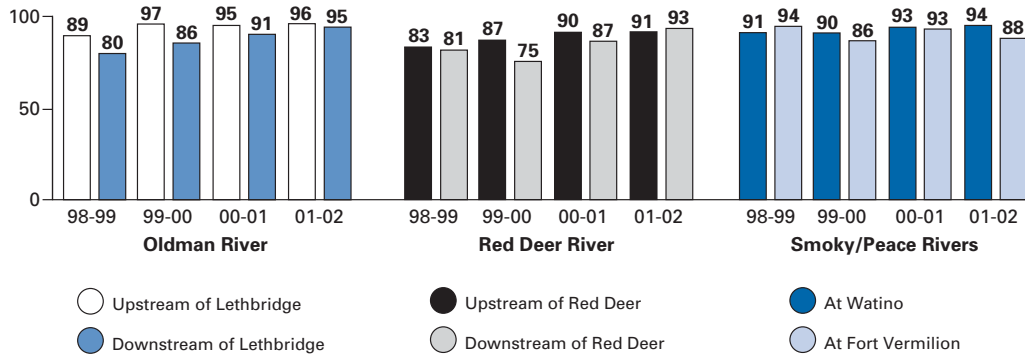 100
50
0
89 80 97 86 95 91 96 95
83 81 87 75 90 87 91 93
91 94 90 86 93 93 94 88
98-99 99-00 00-01 01-02
98-99 99-00 00-01 01-02
98-99 99-00 00-01 01-02
Oldman River
Red Deer River
Smoky/Peace Rivers
Upstream of Lethbridge
Downstream of Lethbridge
Upstream of Red Deer
Downstream of Red Deer
At Watino
At Fort Vermilion